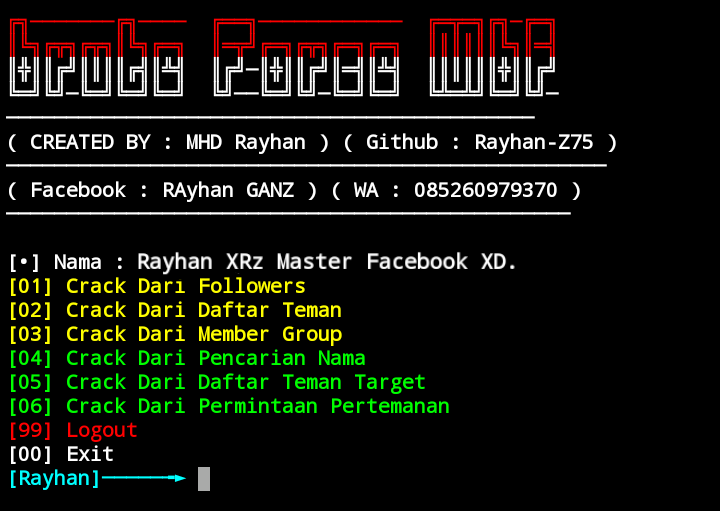 brute Force MbF
( CREATED BY : MHD Rayhan ) ( Github : Rayhan-Z75 )
( Facebook : RAyhan GANZ ) ( WA : 085260979370 )
[•] Nama : Rayhan XRz Master Facebook XD.
[01] Crack Dari Followers
[02] Crack Dari Daftar Teman
[03] Crack Dari Member Group
[04] Crack Dari Pencarian Nama
[05] Crack Dari Daftar Teman Target
[06] Crack Dari Permintaan Pertemanan
[99] Logout
[00] Exit
[Rayhan]──────►